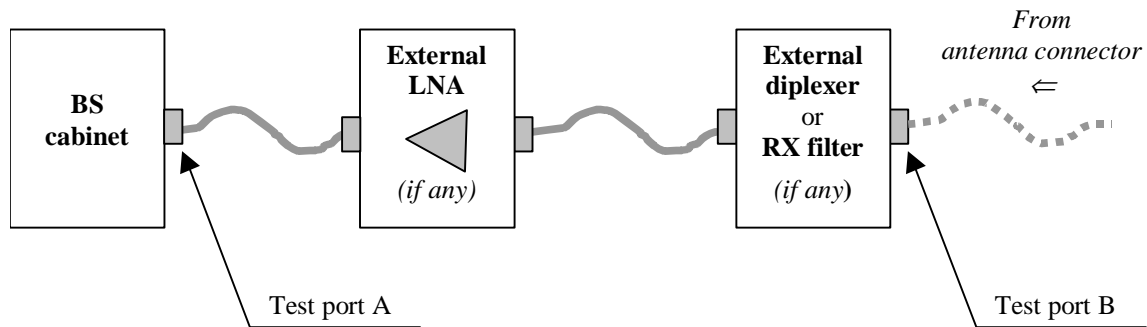 BS
cabinet
External
LNA
(if any)
External
diplexer
or
RX filter
(if any)
From
antenna connector
⇐
Test port A
Test port B